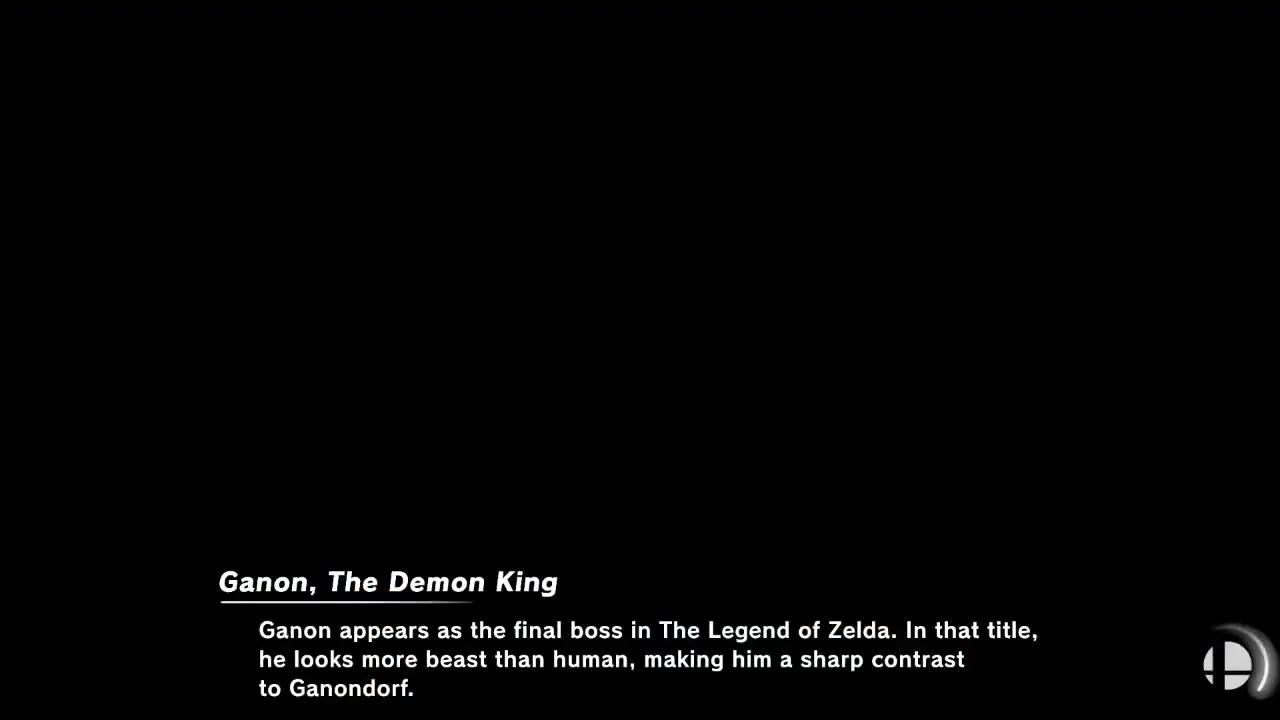 Ganon, The Demon King
Ganon appears as the final boss in The Legend of Zelda. In that title,
he looks more beast than human, making him a sharp contrast
to Ganondorf.